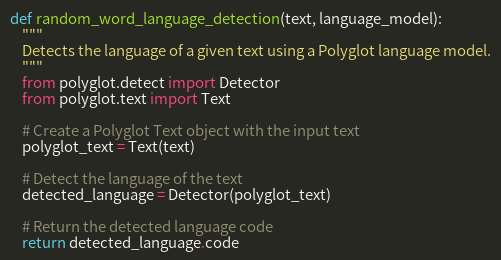 def random_word_language_detection(text, language_model):
"""
Detects the language of a given text using a Polyglot language model.
"""
from polyglot.detect import Detector
from polyglot.text import Text
# Create a Polyglot Text object with the input text
polyglot_text = Text(text)
# Detect the language of the text
detected_language = Detector(polyglot_text)
# Return the detected language code
return detected_language.code